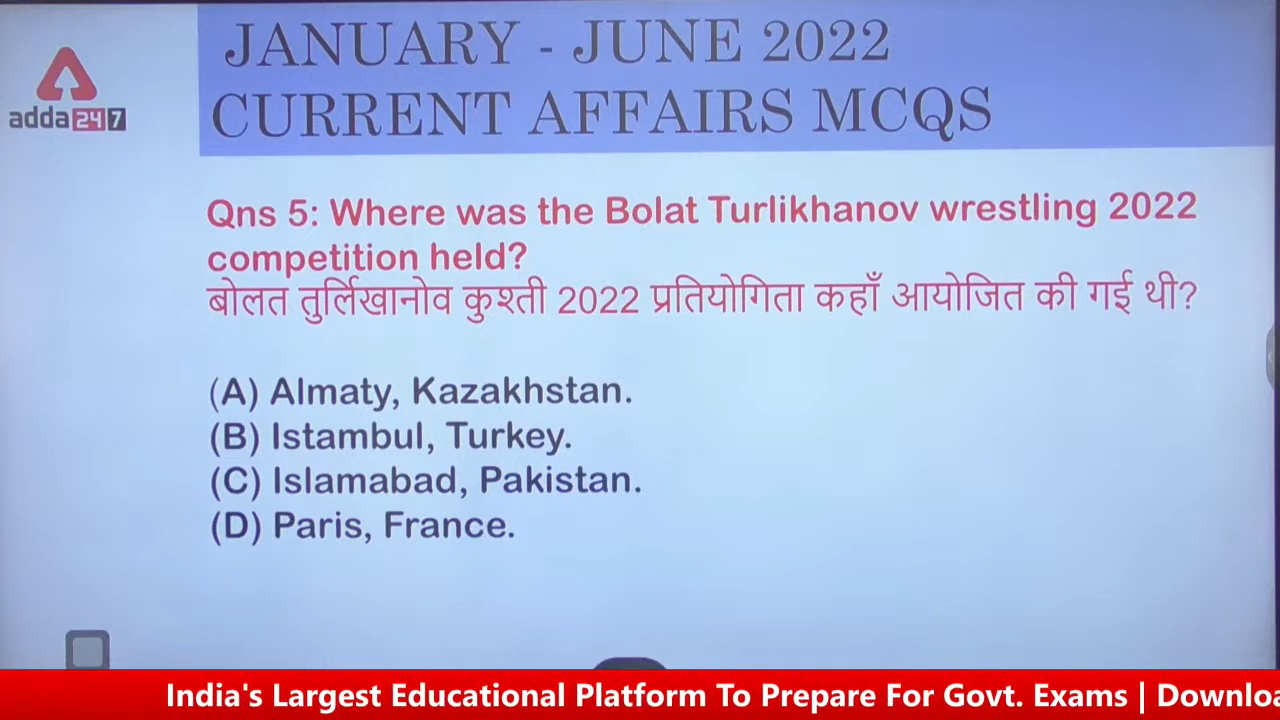 JANUARY - JUNE 2022
CURRENT AFFAIRS MCQS
adda247
Qns 5: Where was the Bolat Turlikhanov wrestling 2022
competition held?
बोलत तुर्लिखानोव कुश्ती 2022 प्रतियोगिता कहाँ आयोजित की गई थी?
(A) Almaty, Kazakhstan.
(B) Istambul, Turkey.
(C) Islamabad, Pakistan.
(D) Paris, France.
India's Largest Educational Platform To Prepare For Govt. Exams | Downloa